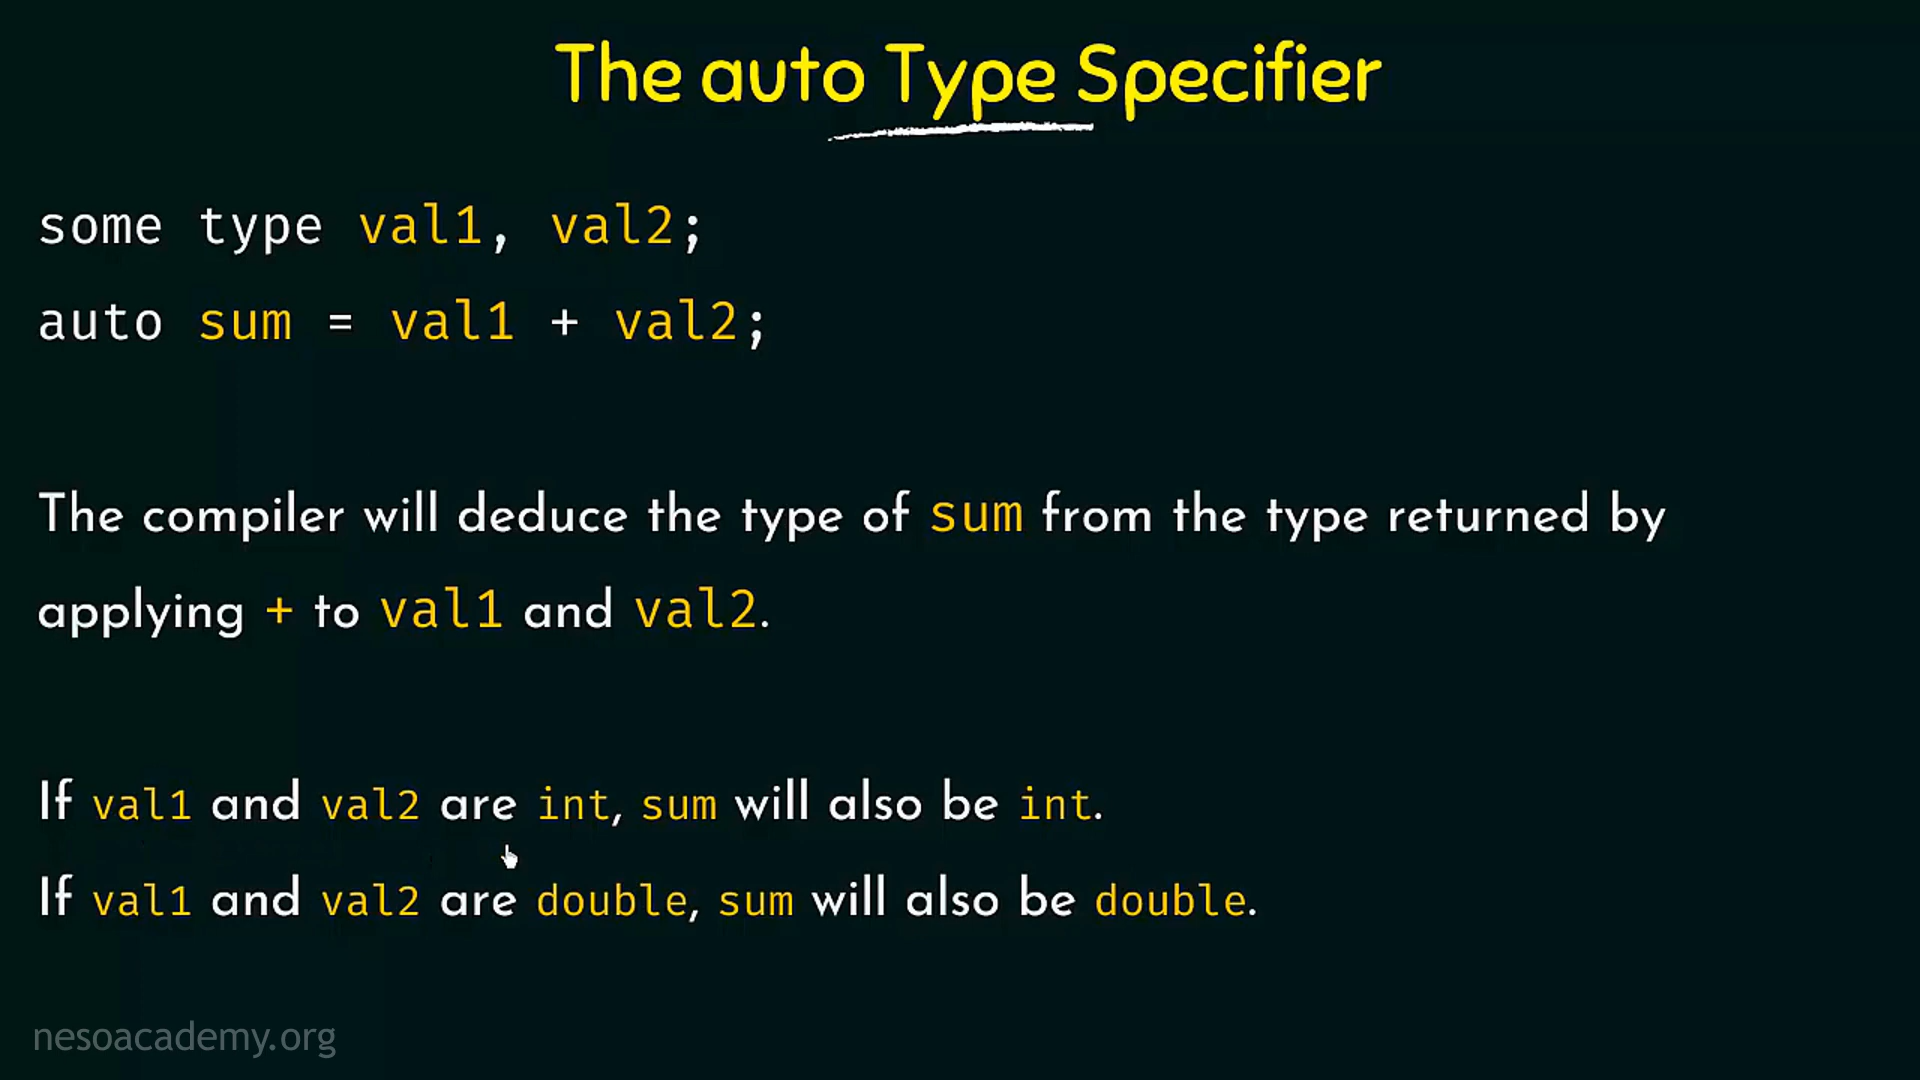 The auto Type Specifier
some type val1, val2;
auto sum = val1 + val2;
The compiler will deduce the type of sum from the type returned by
applying + to val1 and val2.
If val1 and val2 are int, sum will also be int.
If val1 and val2 are double, sum will also be double.
nesoacademy.org